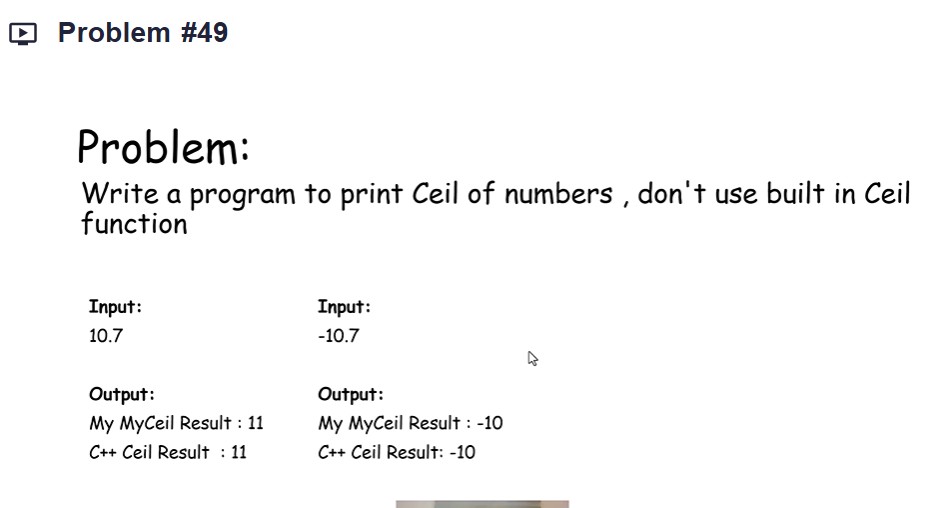 Problem #49
Problem:
Write a program to print Ceil of numbers , don't use built in Ceil
function
Input:
10.7
Output:
My MyCeil Result : 11
C++ Ceil Result : 11
Input:
-10.7
Output:
My MyCeil Result : -10
C++ Ceil Result: -10